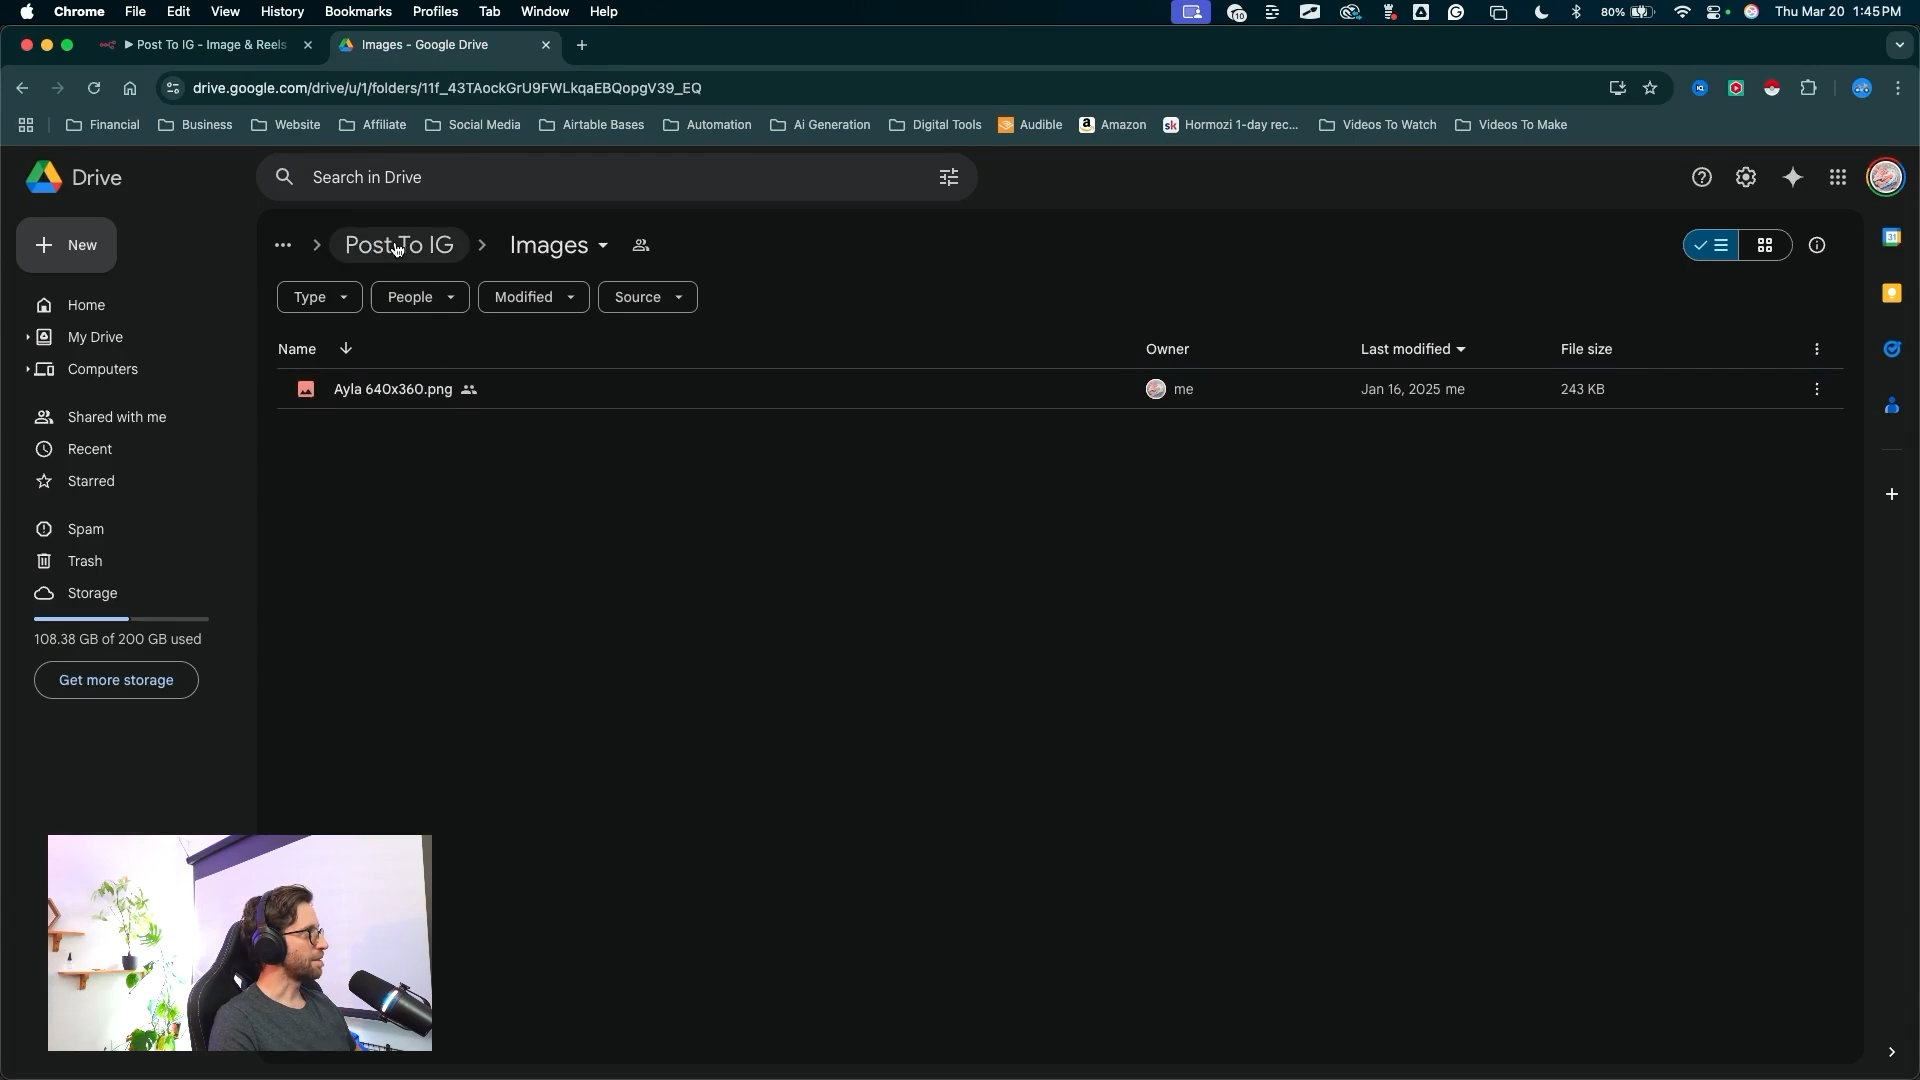 Chrome File Edit View History Bookmarks Profiles Tab Window Help 10 80% Thu Mar 20 1:45 PM
Post To IG - Image & Reels Images - Google Drive
drive.google.com/drive/u/1/folders/11f_43TAockGrU9FWLkqaEBQopgV39_EQ
Financial Business Website Affiliate Social Media Airtable Bases Automation Ai Generation Digital Tools Audible a Amazon sk Hormozi 1-day rec... Videos To Watch Videos To Make
Drive Search in Drive
New ... Post To IG Images
Type People Modified Source
Home
My Drive
Computers
Shared with me
Recent
Starred
Spam
Trash
Storage
108.38 GB of 200 GB used
Get more storage
Name Owner Last modified File size
Ayla 640x360.png me Jan 16, 2025 me 243 KB
31